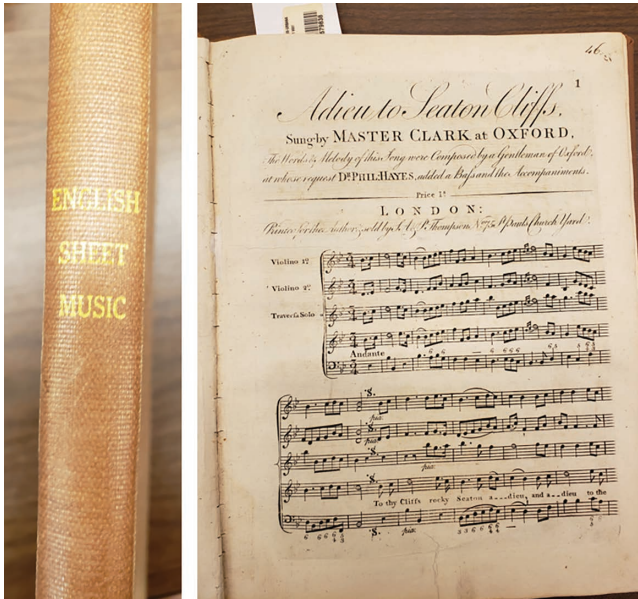 ENGLISH
SHEET
MUSIC
46
1
Adieu to Seaton Cliffs.
Sung by MASTER CLARK at OXFORD,
The Words & Melody of this Song were Composed by a Gentleman of Oxford,
at whose request Dr. PHIL: HAYES, added a Bass and the Accompaniments.
Price 1s
LONDON:
Printed for the Author; sold by S. A. & P. Thompson No. 75 St. Pauls Church Yard.
Violino 1o
Violino 2o
Traversa Solo
Andante
pia:
pia:
pia:
To thy Cliffs rocky Seaton a---dieu, and a--dieu to the
pia: